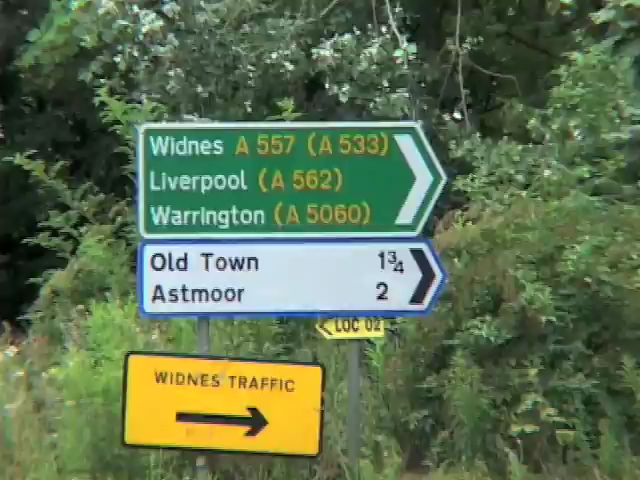 Widnes A 557 (A 533)
Liverpool (A 562)
Warrington (A 5060)
Old Town 1¾
Astmoor 2
LOC 02
WIDNES TRAFFIC